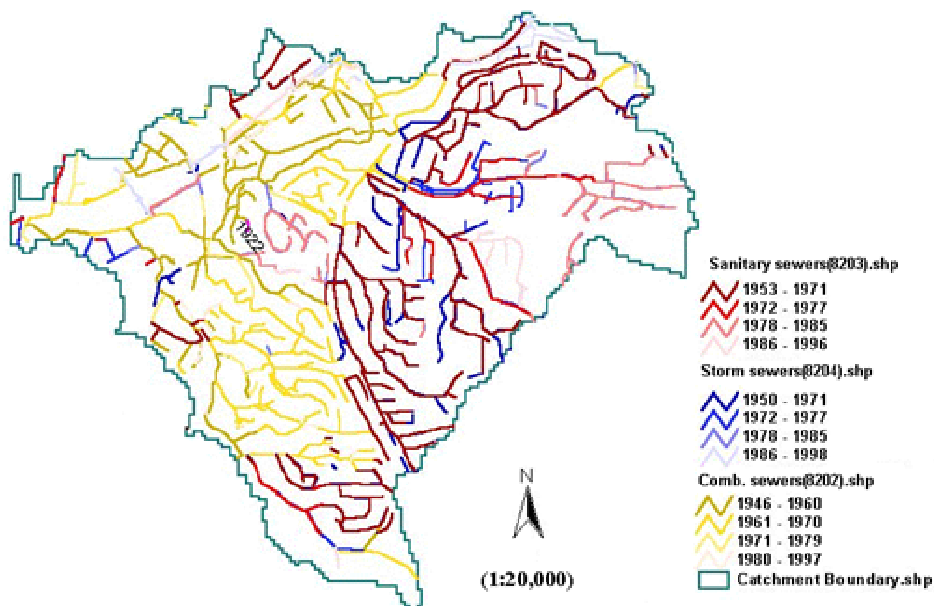 Sanitary sewers(8203).shp
1953 - 1971
1972 - 1977
1978 - 1985
1986 - 1996
Storm sewers(8204).shp
1950 - 1971
1972 - 1977
1978 - 1985
1986 - 1998
Comb. sewers(8202).shp
1946 - 1960
1961 - 1970
1971 - 1979
1980 - 1997
Catchment Boundary.shp
N
(1:20,000)